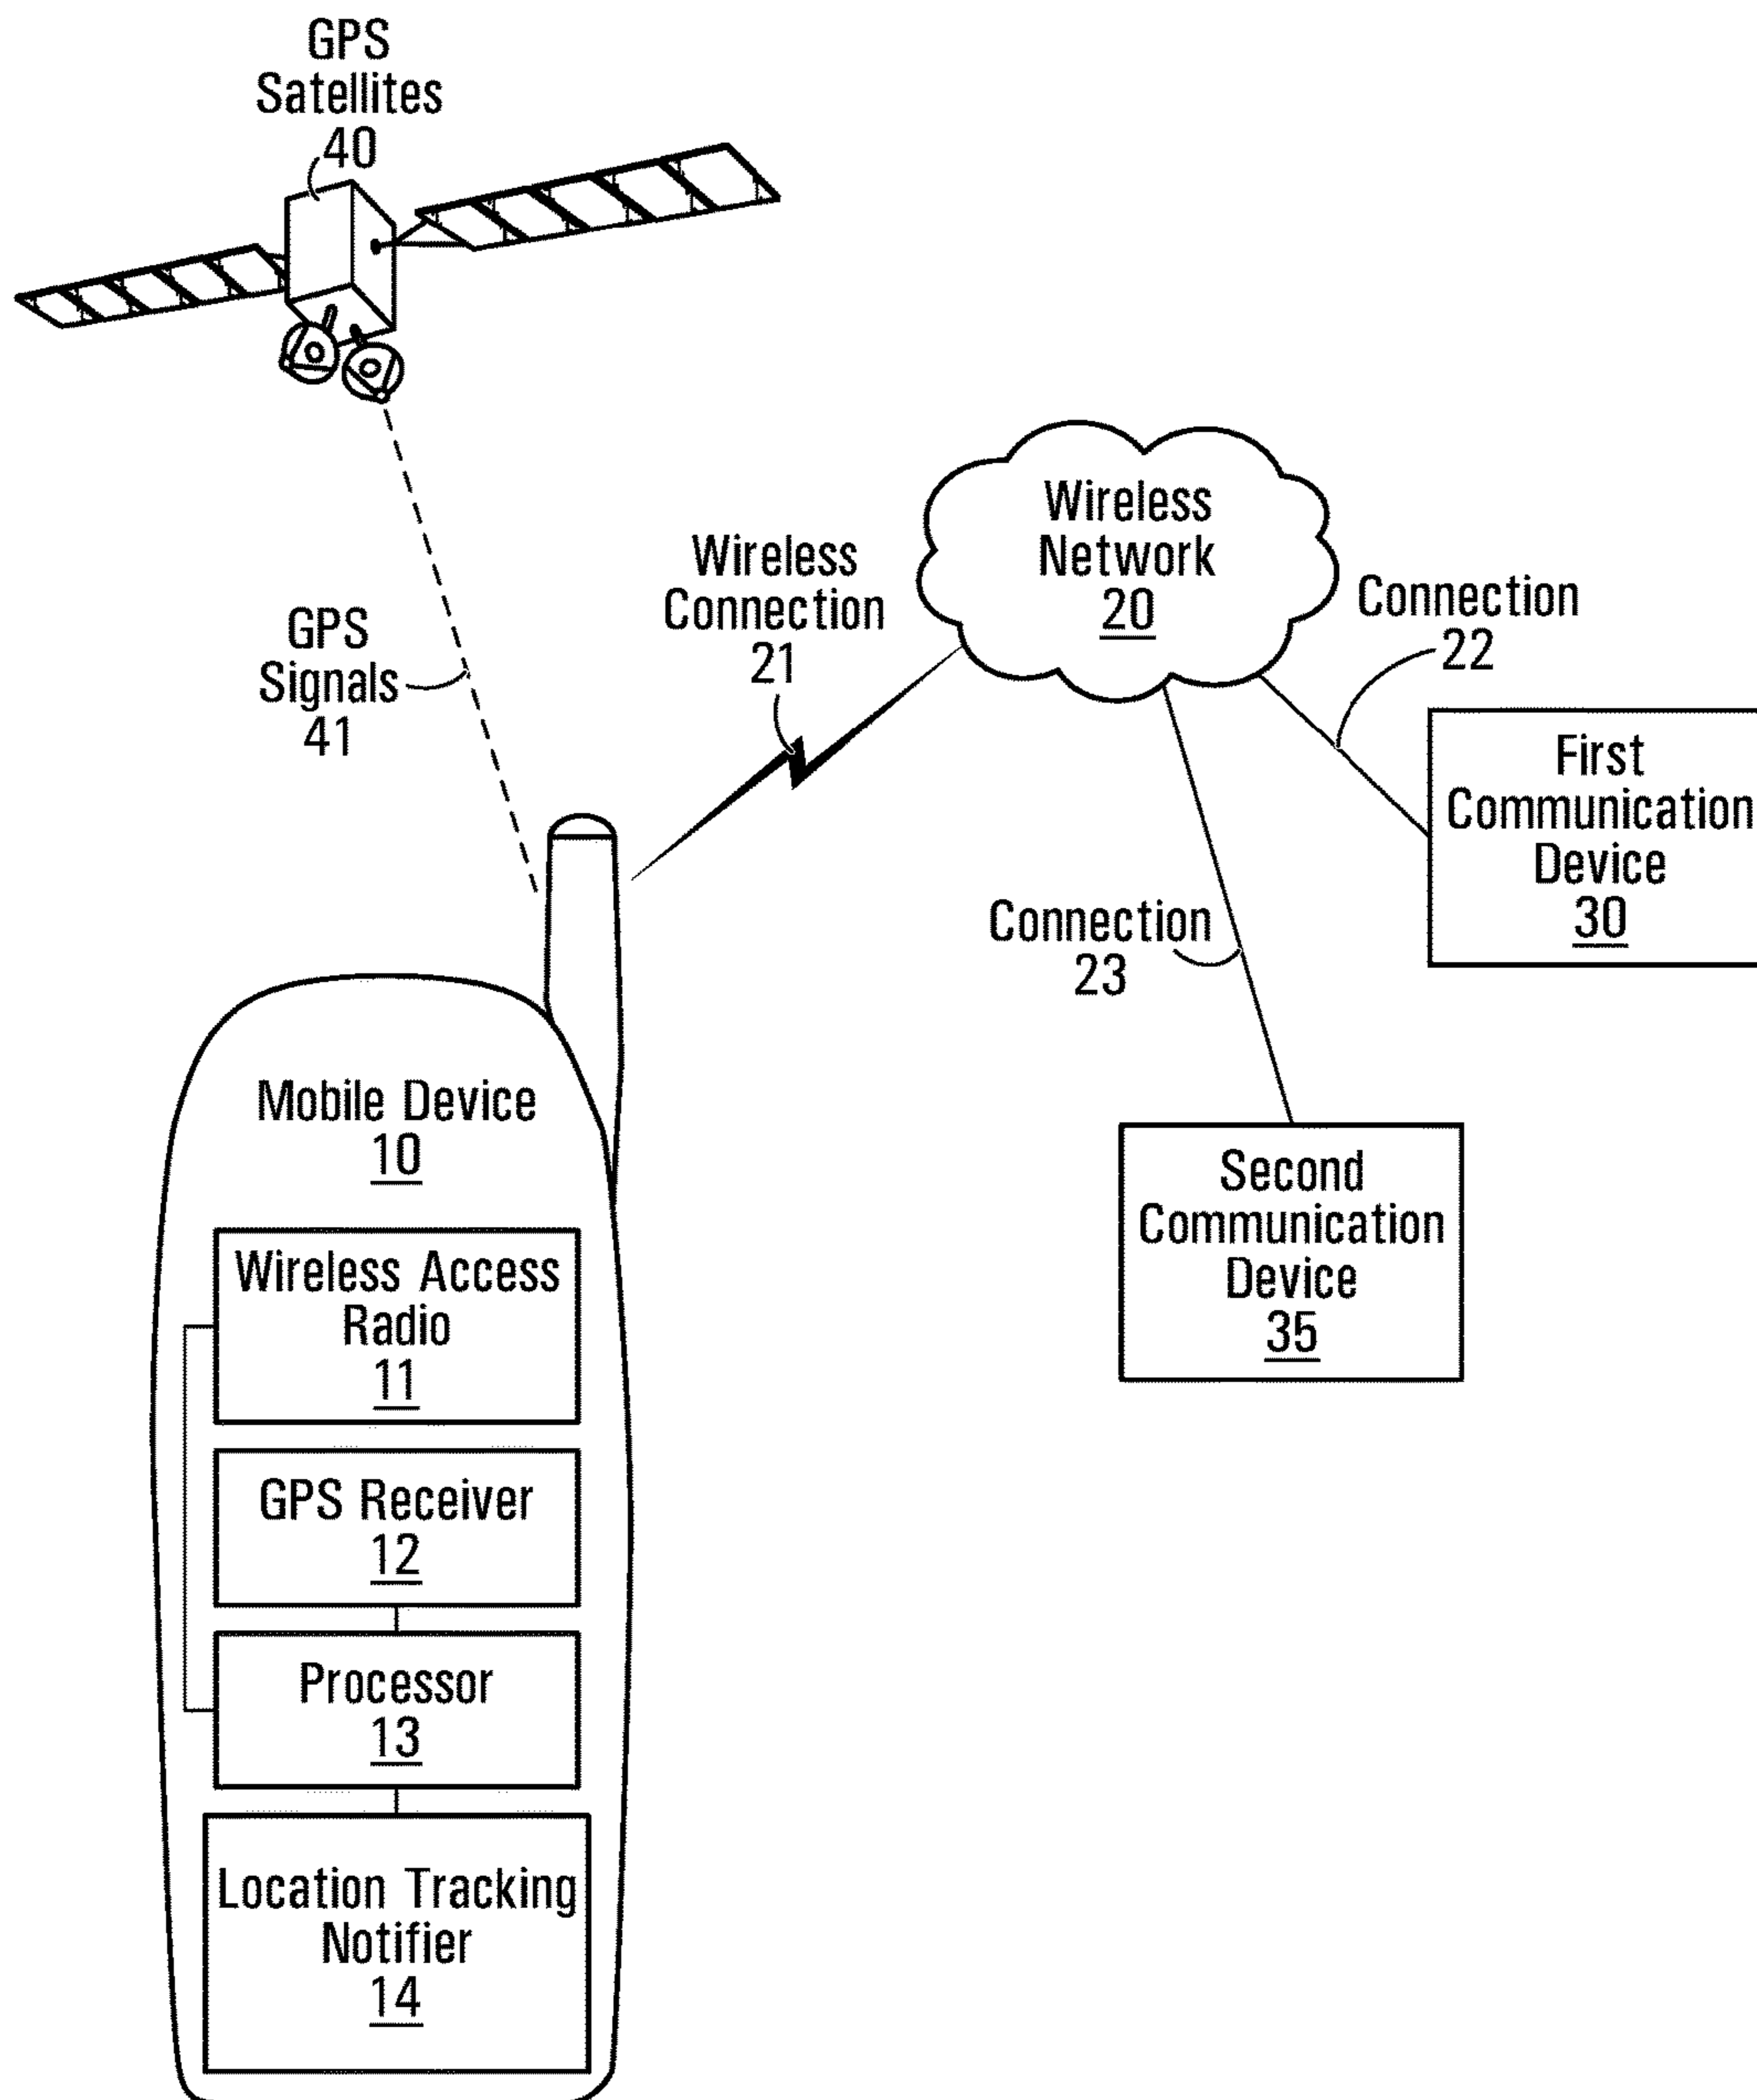 GPS
Satellites
40
GPS
Signals
41
Wireless
Connection
21
Wireless
Network
20
Connection
22
First
Communication
Device
30
Connection
23
Second
Communication
Device
35
Mobile Device
10
Wireless Access
Radio
11
GPS Receiver
12
Processor
13
Location Tracking
Notifier
14